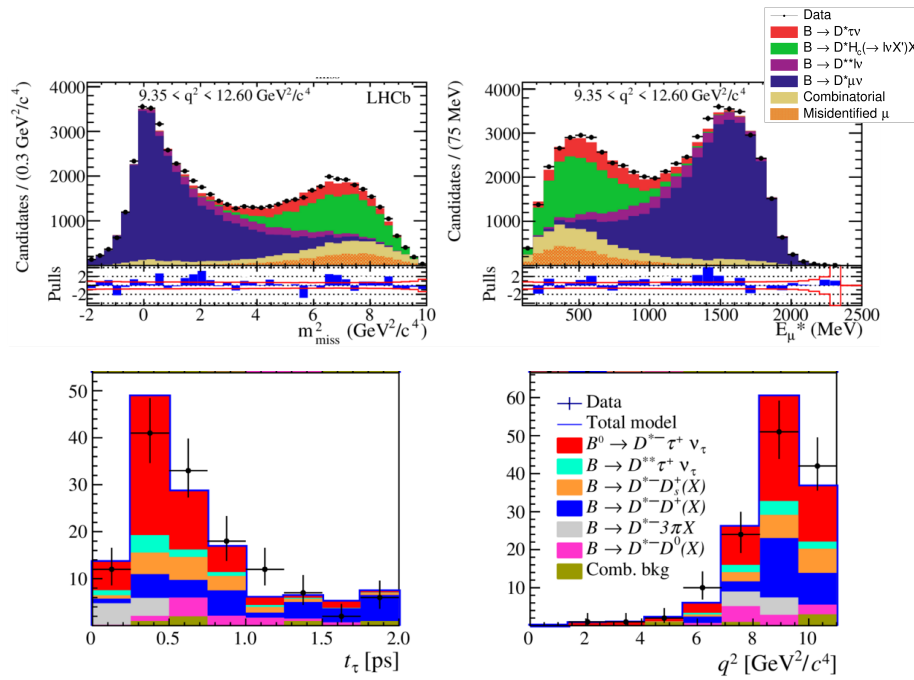 Data
B → D*τν
B → D*H_c(→ lνX')X
B → D**lν
B → D*μν
Combinatorial
Misidentified μ
Candidates / (0.3 GeV²/c⁴)
9.35 < q² < 12.60 GeV²/c⁴
LHCb
4000
3000
2000
1000
Pulls
2
-2
-2 0 2 4 6 8 10
m²_miss (GeV²/c⁴)
Candidates / (75 MeV)
9.35 < q² < 12.60 GeV²/c⁴
4000
3000
2000
1000
Pulls
2
-2
500 1000 1500 2000 2500
E_μ* (MeV)
50
40
30
20
10
0 0.5 1.0 1.5 2.0
t_τ [ps]
60
50
40
30
20
10
Data
Total model
B⁰ → D*⁻ τ⁺ ν_τ
B → D** τ⁺ ν_τ
B → D*⁻D_s⁺(X)
B → D*⁻D⁺(X)
B → D*⁻3πX
B → D*⁻D⁰(X)
Comb. bkg
0 2 4 6 8 10
q² [GeV²/c⁴]